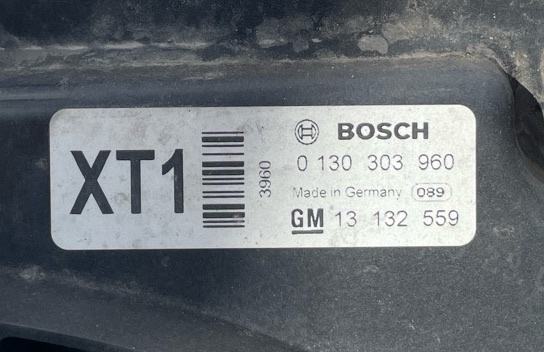 XT1
3960
BOSCH
0 130 303 960
Made in Germany 089
GM 13 132 559